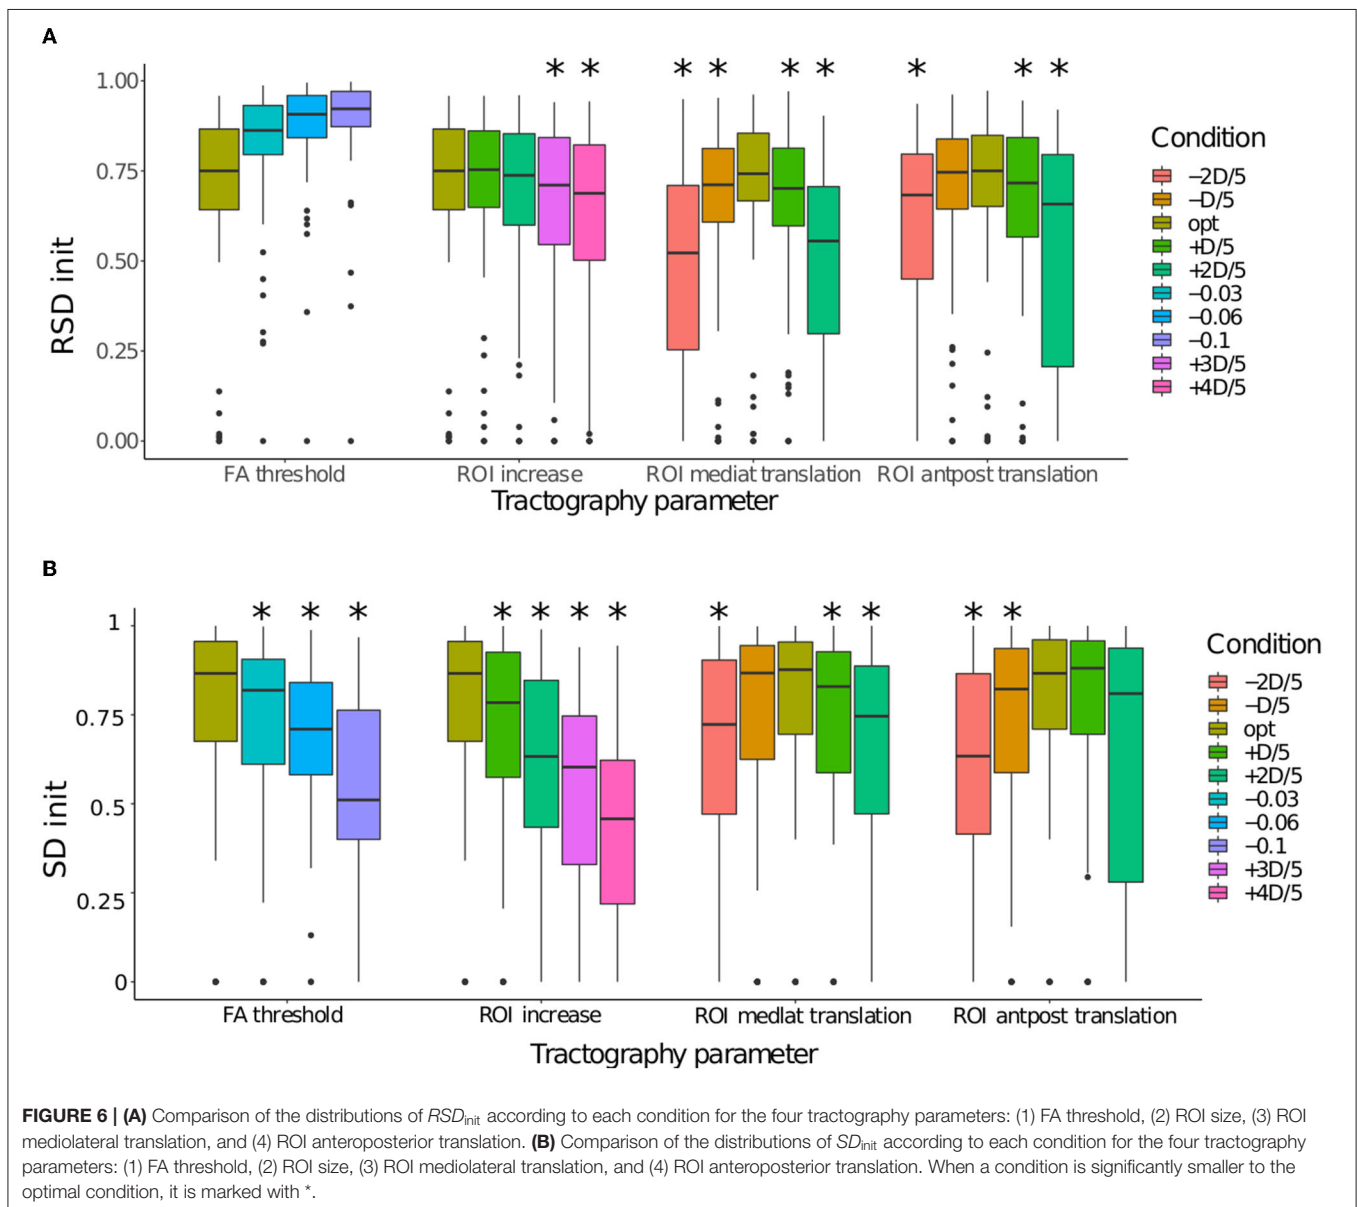 A
* * * * * * * * *
1.00
0.75
0.50
0.25
0.00
RSD init
FA threshold ROI increase ROI mediat translation ROI antpost translation
Tractography parameter
Condition
−2D/5
−D/5
opt
+D/5
+2D/5
−0.03
−0.06
−0.1
+3D/5
+4D/5
B
* * * * * * * * * * * *
1
0.75
0.5
0.25
0
SD init
FA threshold ROI increase ROI medlat translation ROI antpost translation
Tractography parameter
Condition
−2D/5
−D/5
opt
+D/5
+2D/5
−0.03
−0.06
−0.1
+3D/5
+4D/5
FIGURE 6 | (A) Comparison of the distributions of RSDinit according to each condition for the four tractography parameters: (1) FA threshold, (2) ROI size, (3) ROI
mediolateral translation, and (4) ROI anteroposterior translation. (B) Comparison of the distributions of SDinit according to each condition for the four tractography
parameters: (1) FA threshold, (2) ROI size, (3) ROI mediolateral translation, and (4) ROI anteroposterior translation. When a condition is significantly smaller to the
optimal condition, it is marked with *.